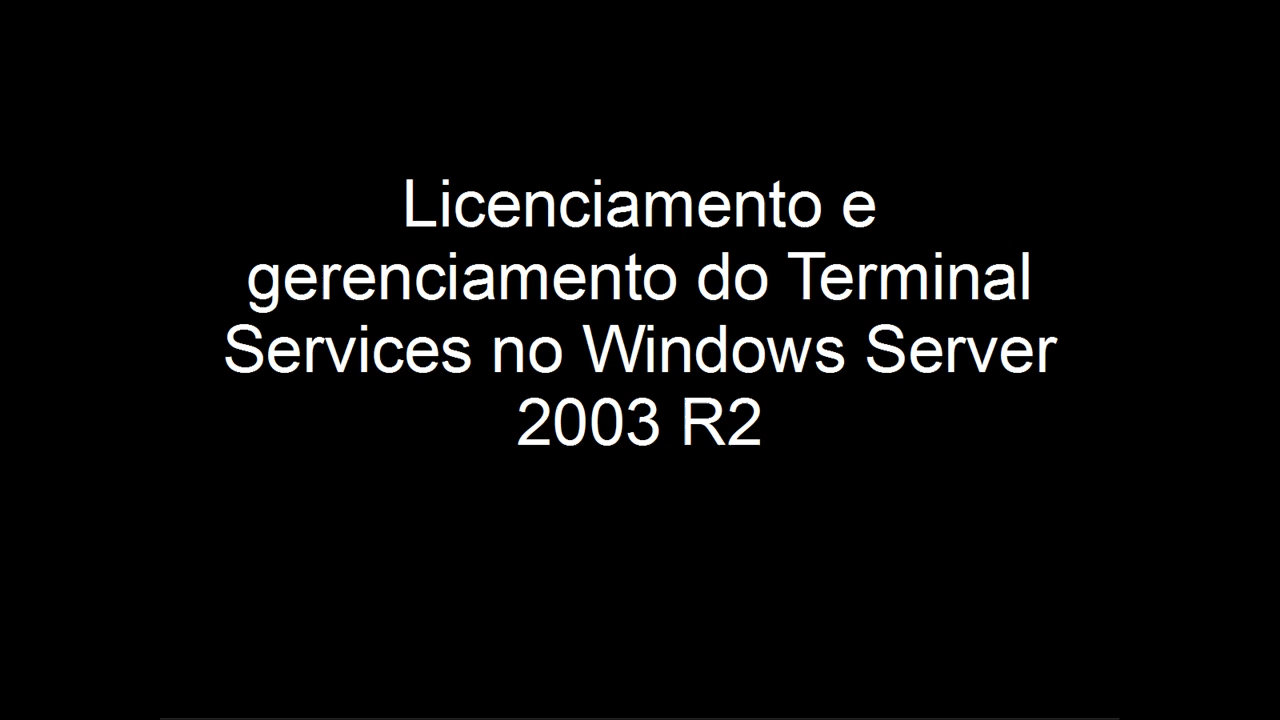 Licenciamento e
gerenciamento do Terminal
Services no Windows Server
2003 R2